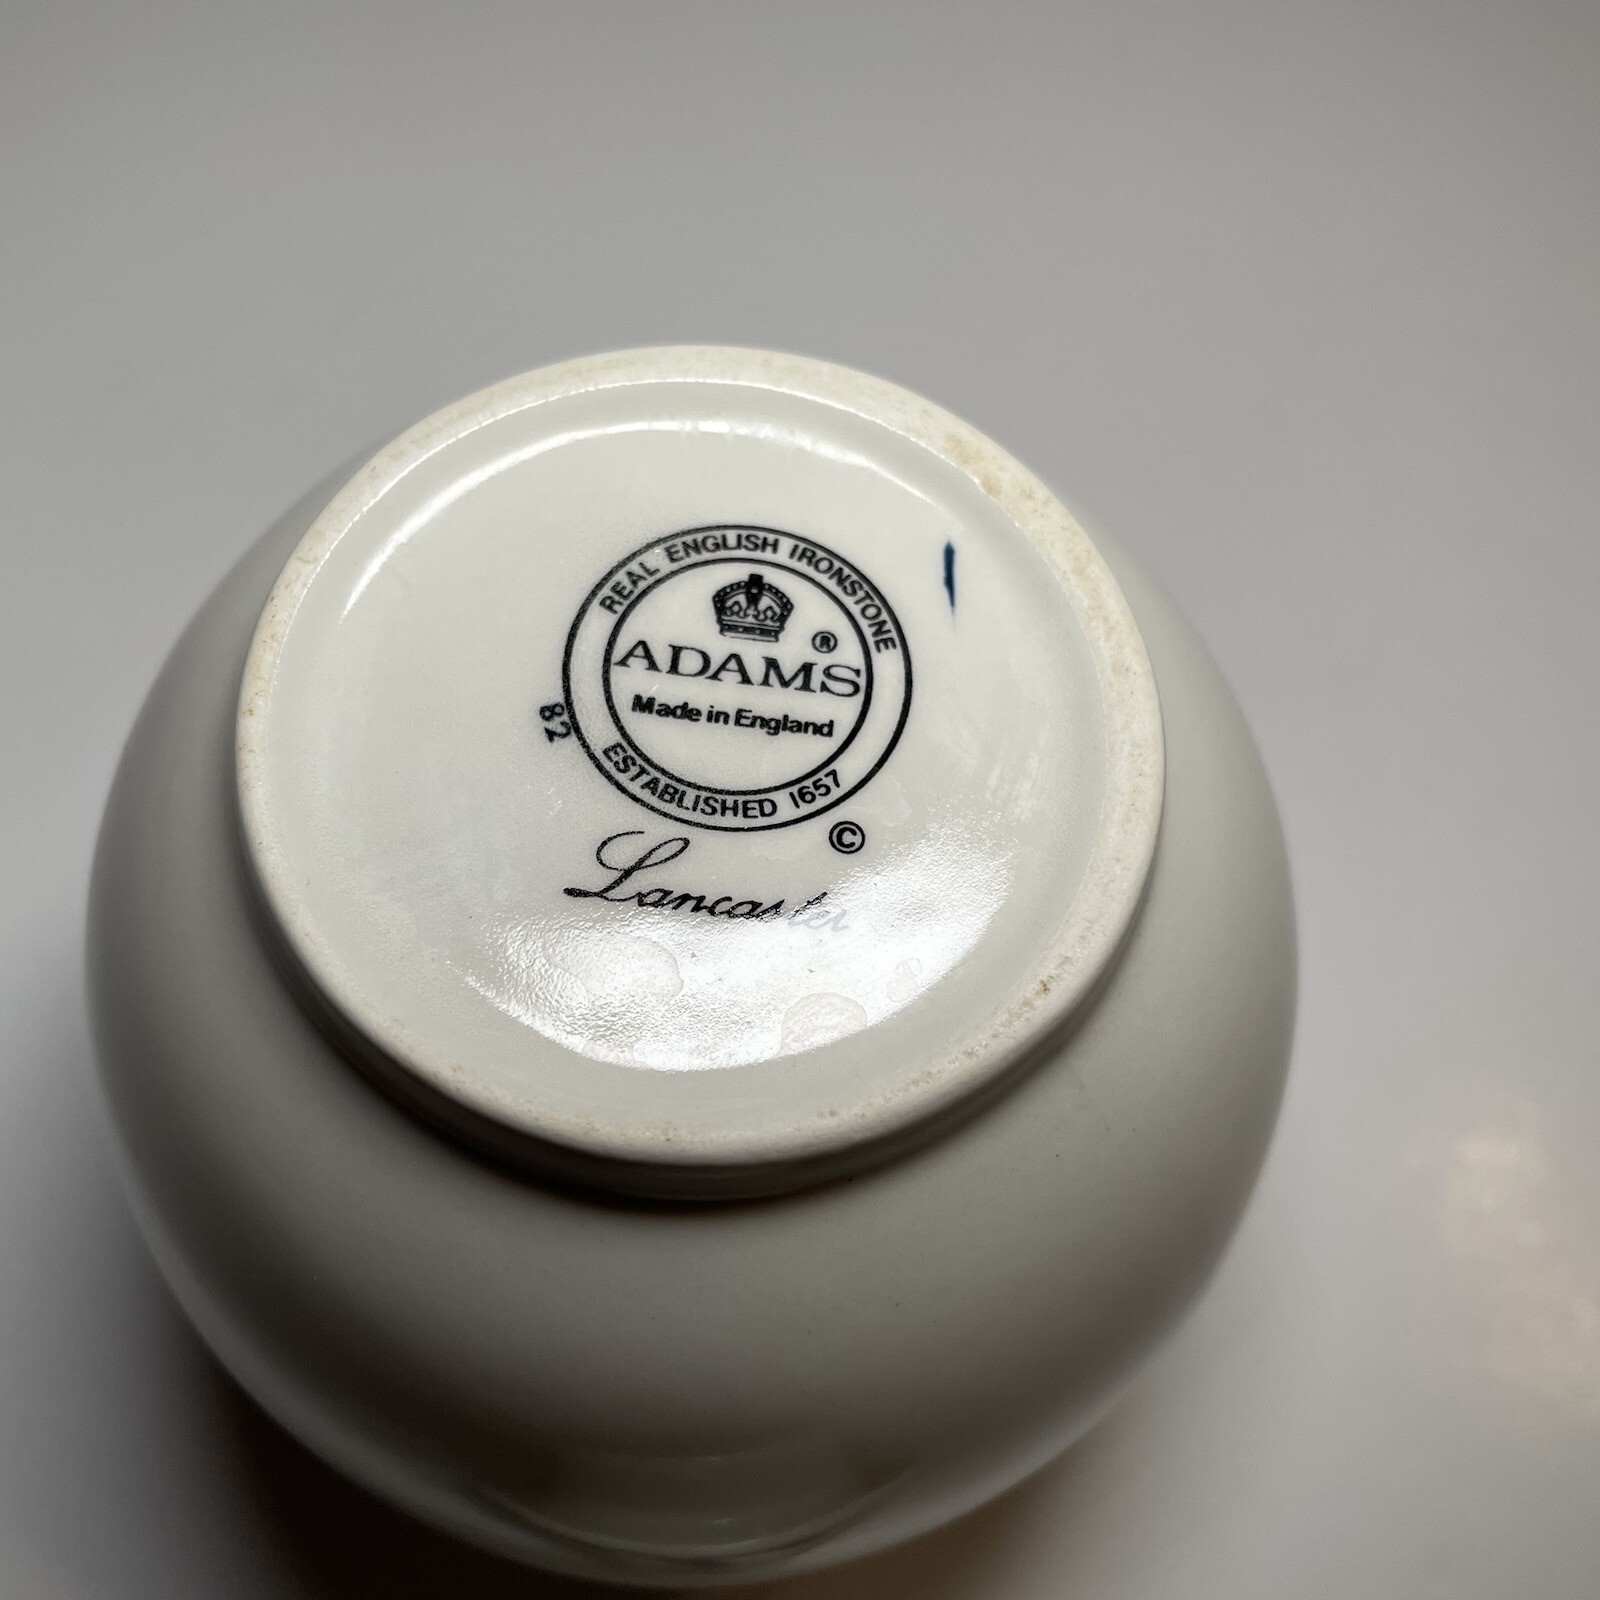 REAL ENGLISH IRONSTONE
®
ADAMS
Made in England
ESTABLISHED 1657
82
©
Lancaster